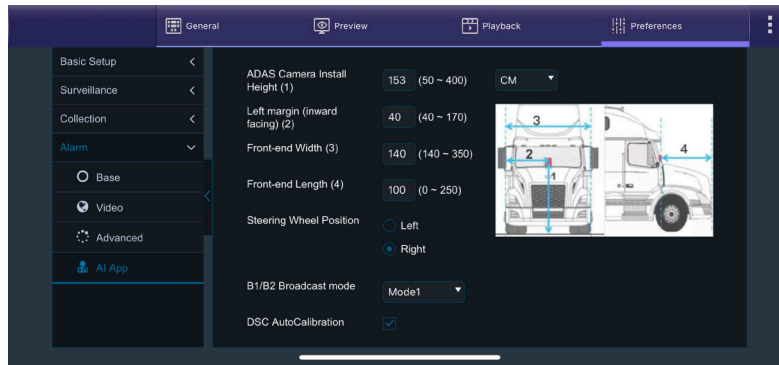 General
Preview
Playback
Preferences
Basic Setup
Surveillance
Collection
Alarm
Base
Video
Advanced
AI App
ADAS Camera Install
Height (1)
153 (50 ~ 400) CM
Left margin (inward
facing) (2)
40 (40 ~ 170)
Front-end Width (3)
140 (140 ~ 350)
Front-end Length (4)
100 (0 ~ 250)
Steering Wheel Position
Left
Right
B1/B2 Broadcast mode
Mode1
DSC AutoCalibration
3
2
1
4